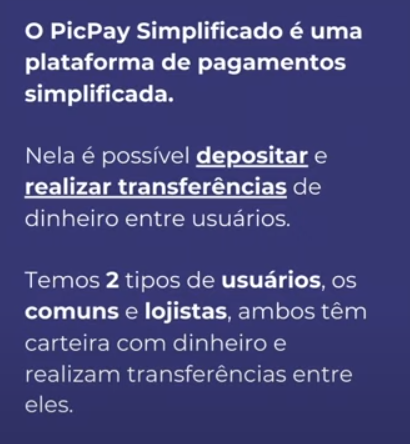 O PicPay Simplificado é uma
plataforma de pagamentos
simplificada.
Nela é possível depositar e
realizar transferências de
dinheiro entre usuários.
Temos 2 tipos de usuários, os
comuns e lojistas, ambos têm
carteira com dinheiro e
realizam transferências entre
eles.